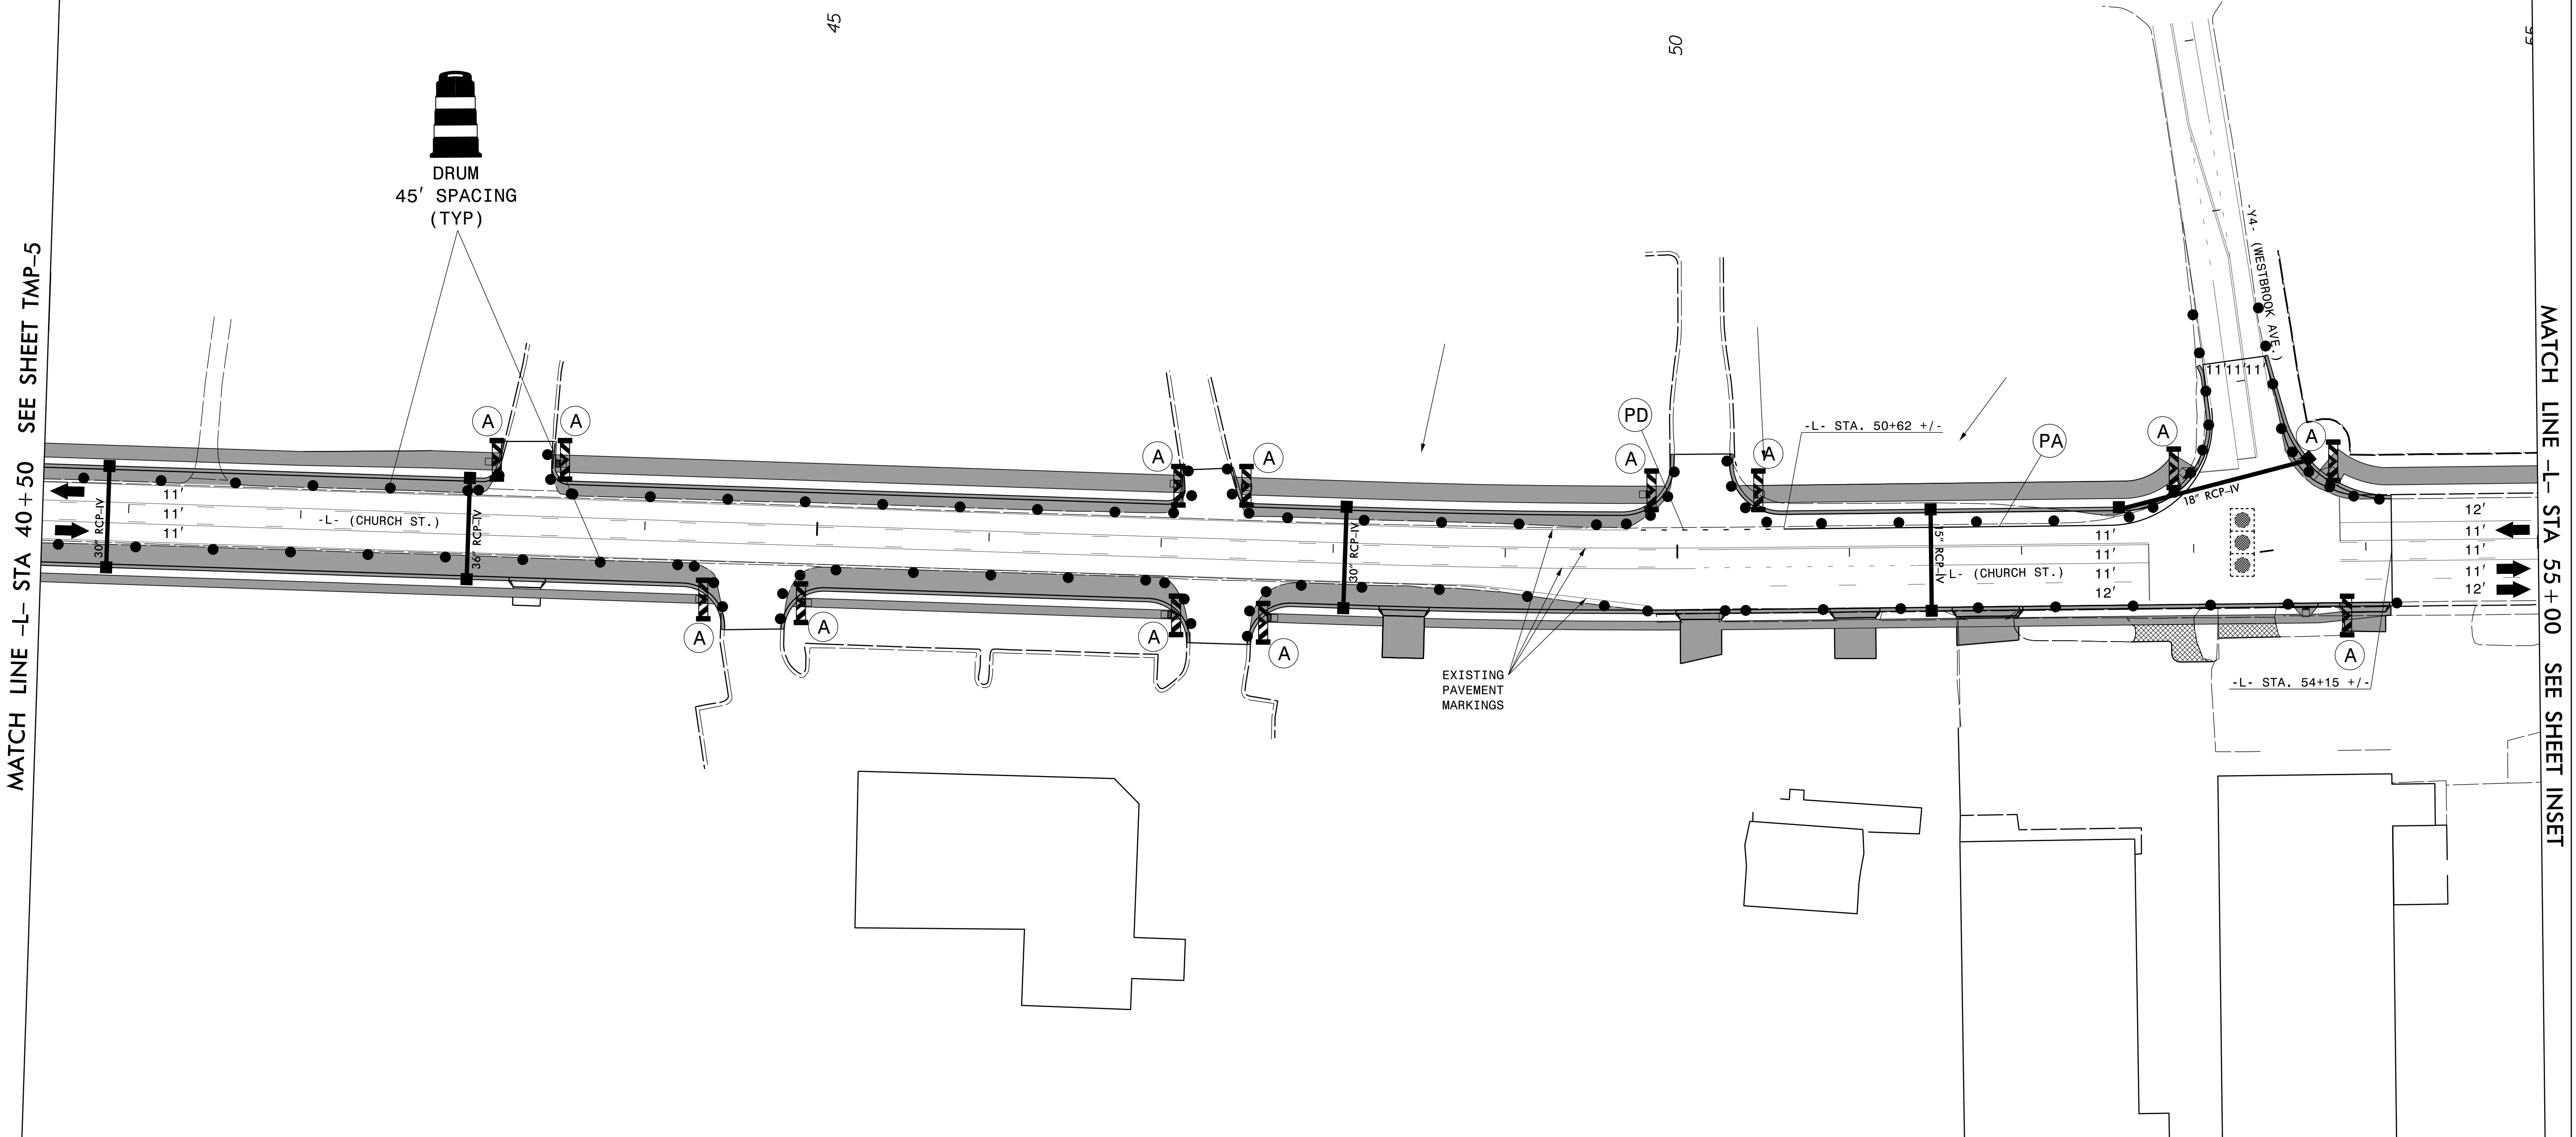 45
50
55
DRUM
45' SPACING
(TYP)
MATCH LINE -L- STA 40+50 SEE SHEET TMP-5
MATCH LINE -L- STA 55+00 SEE SHEET INSET
-Y4- (WESTBROOK AVE.)
11' 11' 11'
A
A
A
A
A
A
A
A
PD
PA
-L- STA. 50+62 +/-
11'
11'
11'
-L- (CHURCH ST.)
30" RCP-IV
36" RCP-IV
30" RCP-IV
15" RCP-IV
18" RCP-IV
11'
11'
11'
12'
-L- (CHURCH ST.)
12'
11'
11'
11'
12'
A
A
A
A
A
EXISTING
PAVEMENT
MARKINGS
-L- STA. 54+15 +/-